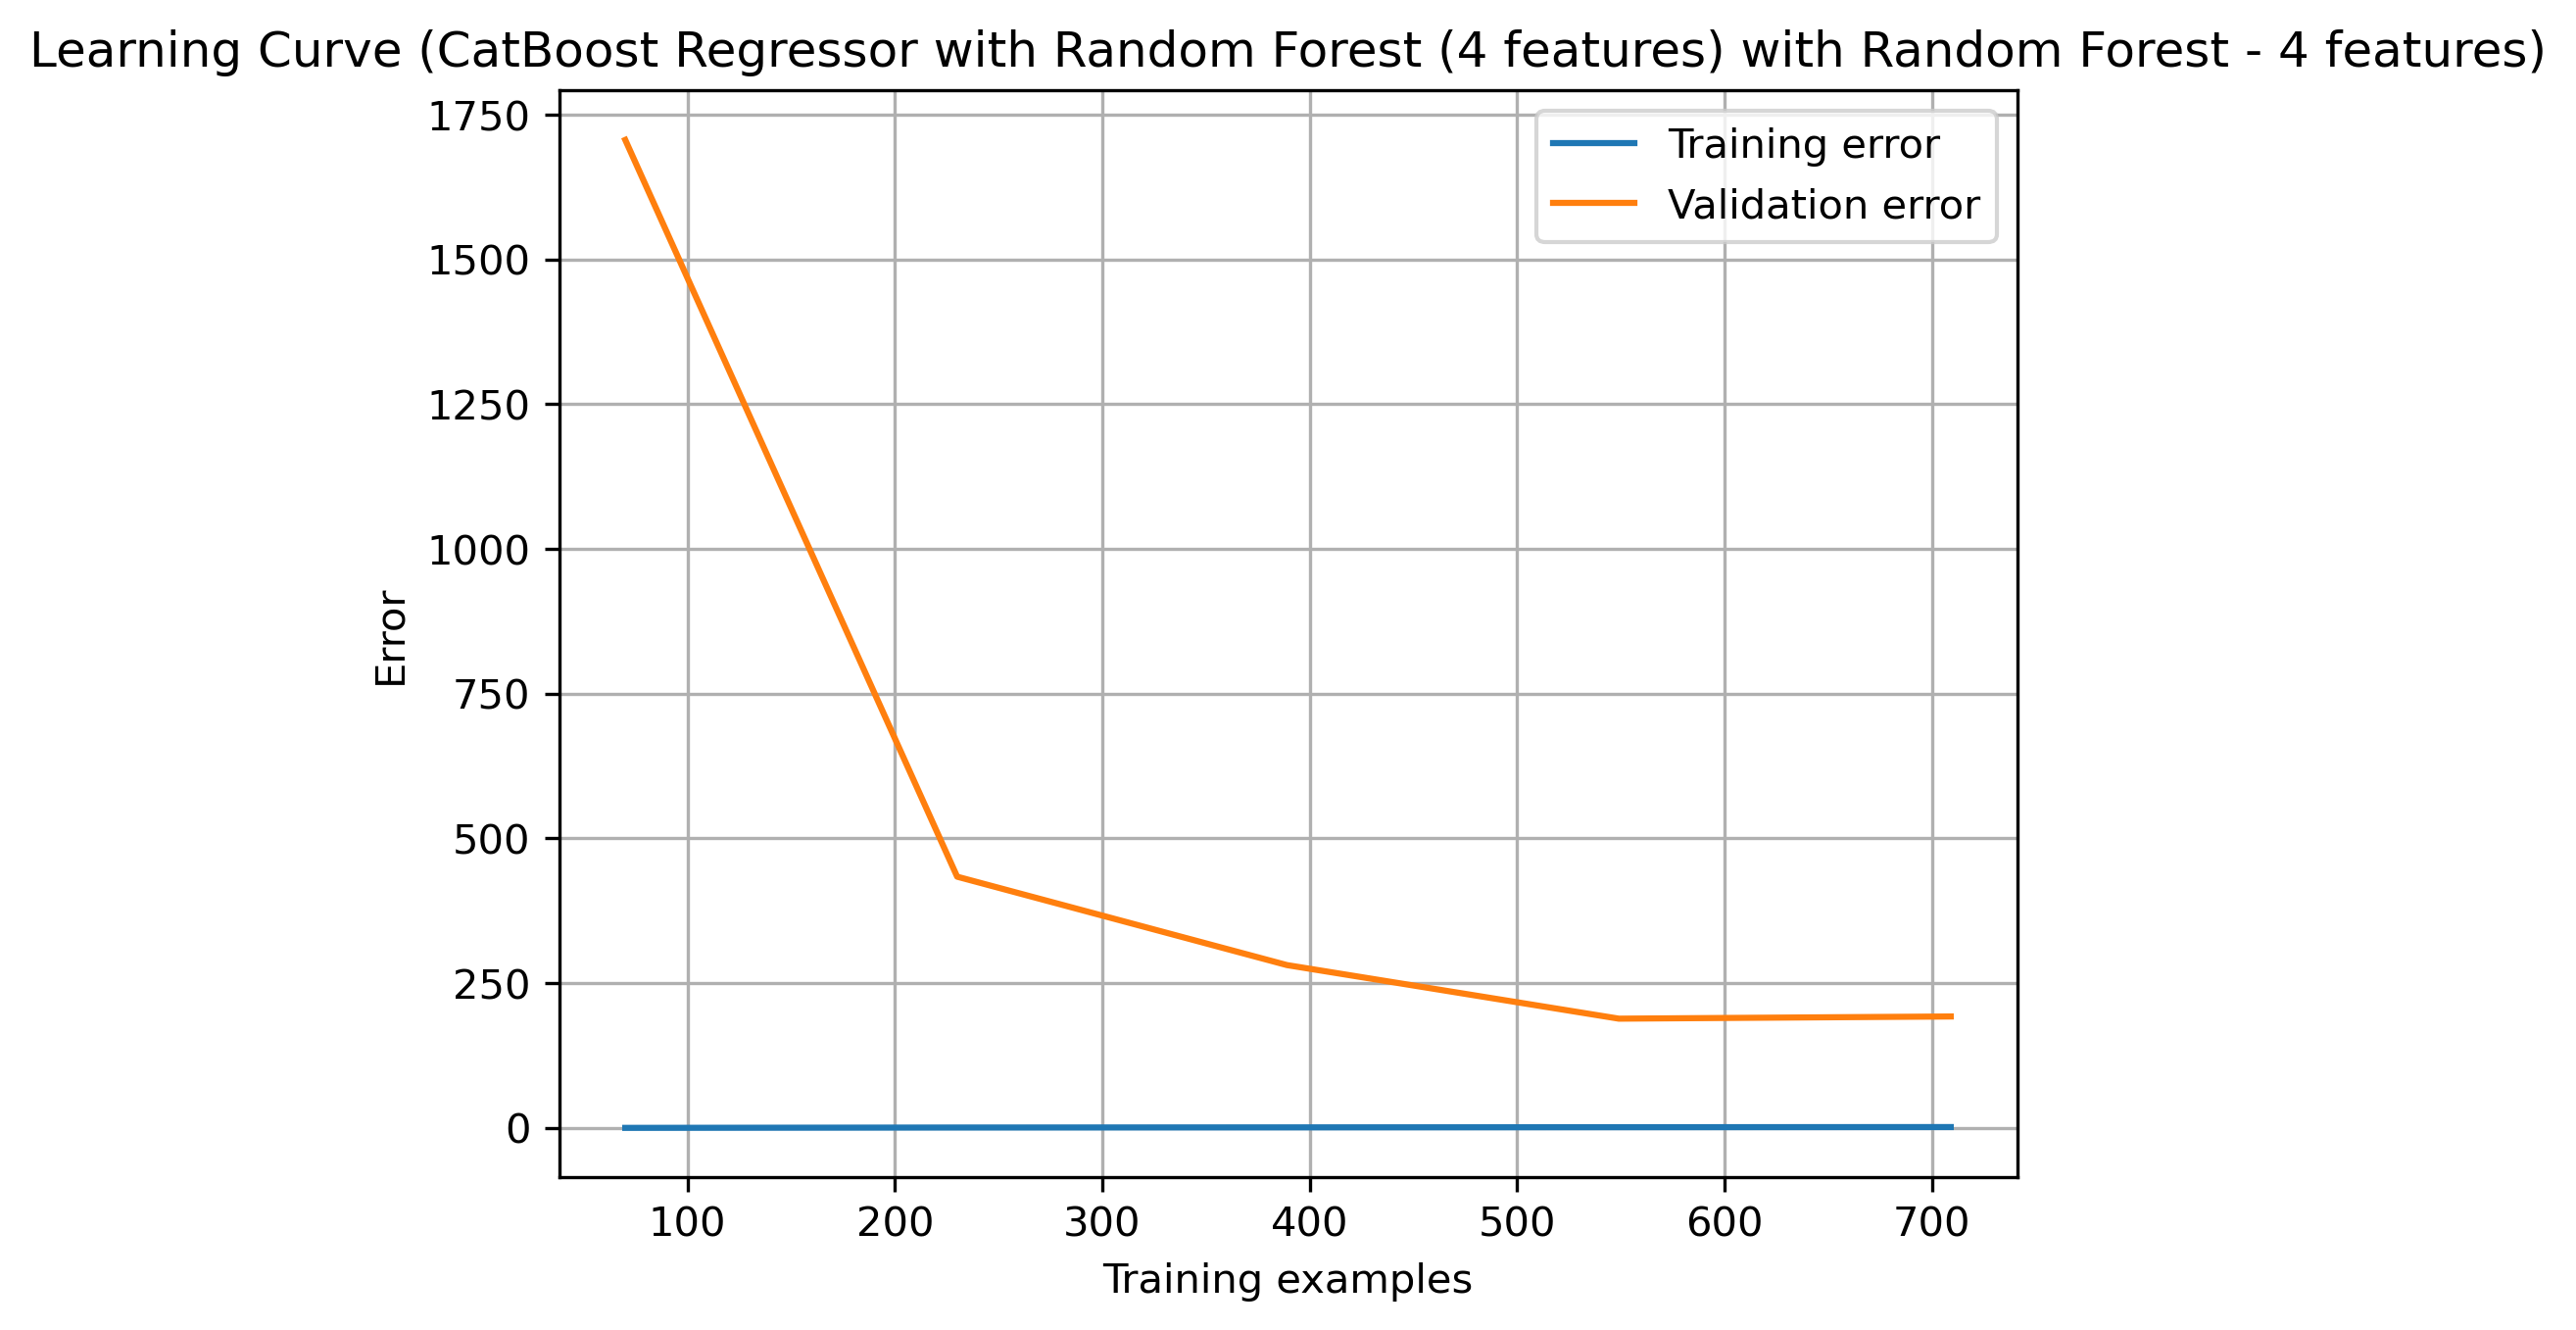 Learning Curve (CatBoost Regressor with Random Forest (4 features) with Random Forest - 4 features)
Training error
Validation error
1750
1500
1250
1000
750
500
250
0
Error
100 200 300 400 500 600 700
Training examples